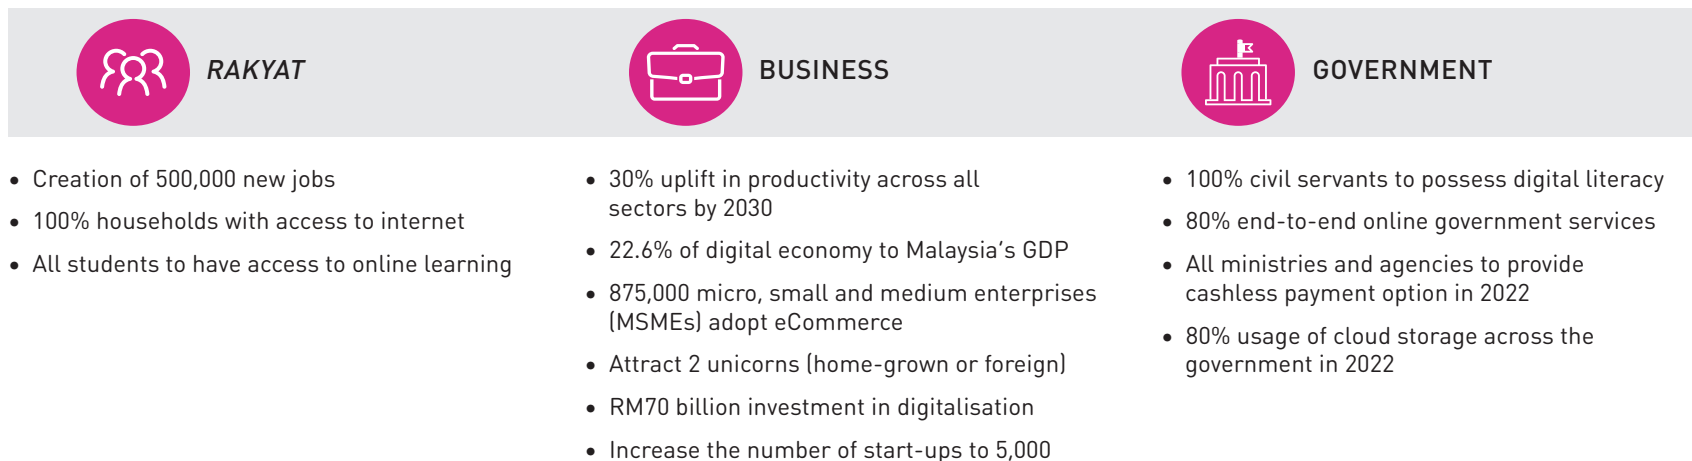 RAKYAT
• Creation of 500,000 new jobs
• 100% households with access to internet
• All students to have access to online learning
BUSINESS
• 30% uplift in productivity across all
sectors by 2030
• 22.6% of digital economy to Malaysia's GDP
• 875,000 micro, small and medium enterprises
(MSMEs) adopt eCommerce
• Attract 2 unicorns (home-grown or foreign)
• RM70 billion investment in digitalisation
• Increase the number of start-ups to 5,000
GOVERNMENT
• 100% civil servants to possess digital literacy
• 80% end-to-end online government services
• All ministries and agencies to provide
cashless payment option in 2022
• 80% usage of cloud storage across the
government in 2022